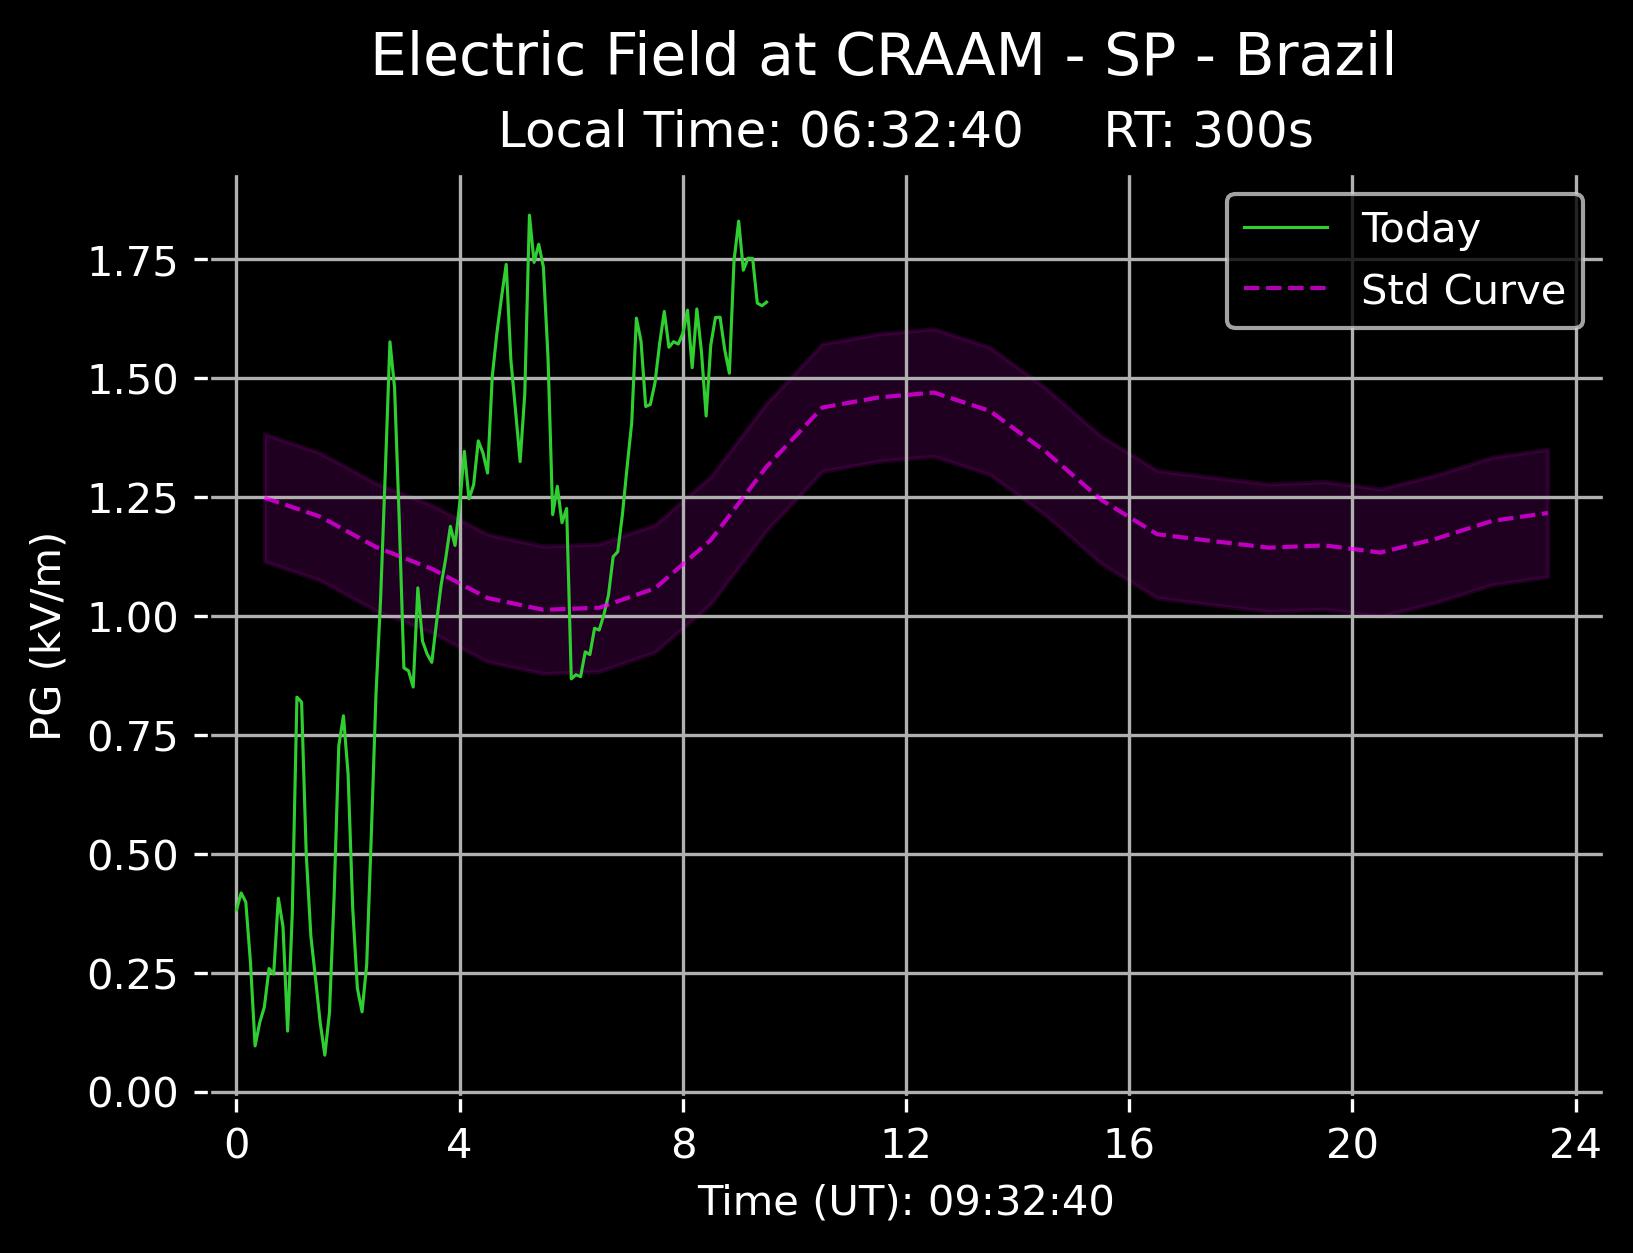 Electric Field at CRAAM - SP - Brazil
Local Time: 06:32:40 RT: 300s
Today
Std Curve
PG (kV/m)
1.75
1.50
1.25
1.00
0.75
0.50
0.25
0.00
0 4 8 12 16 20 24
Time (UT): 09:32:40